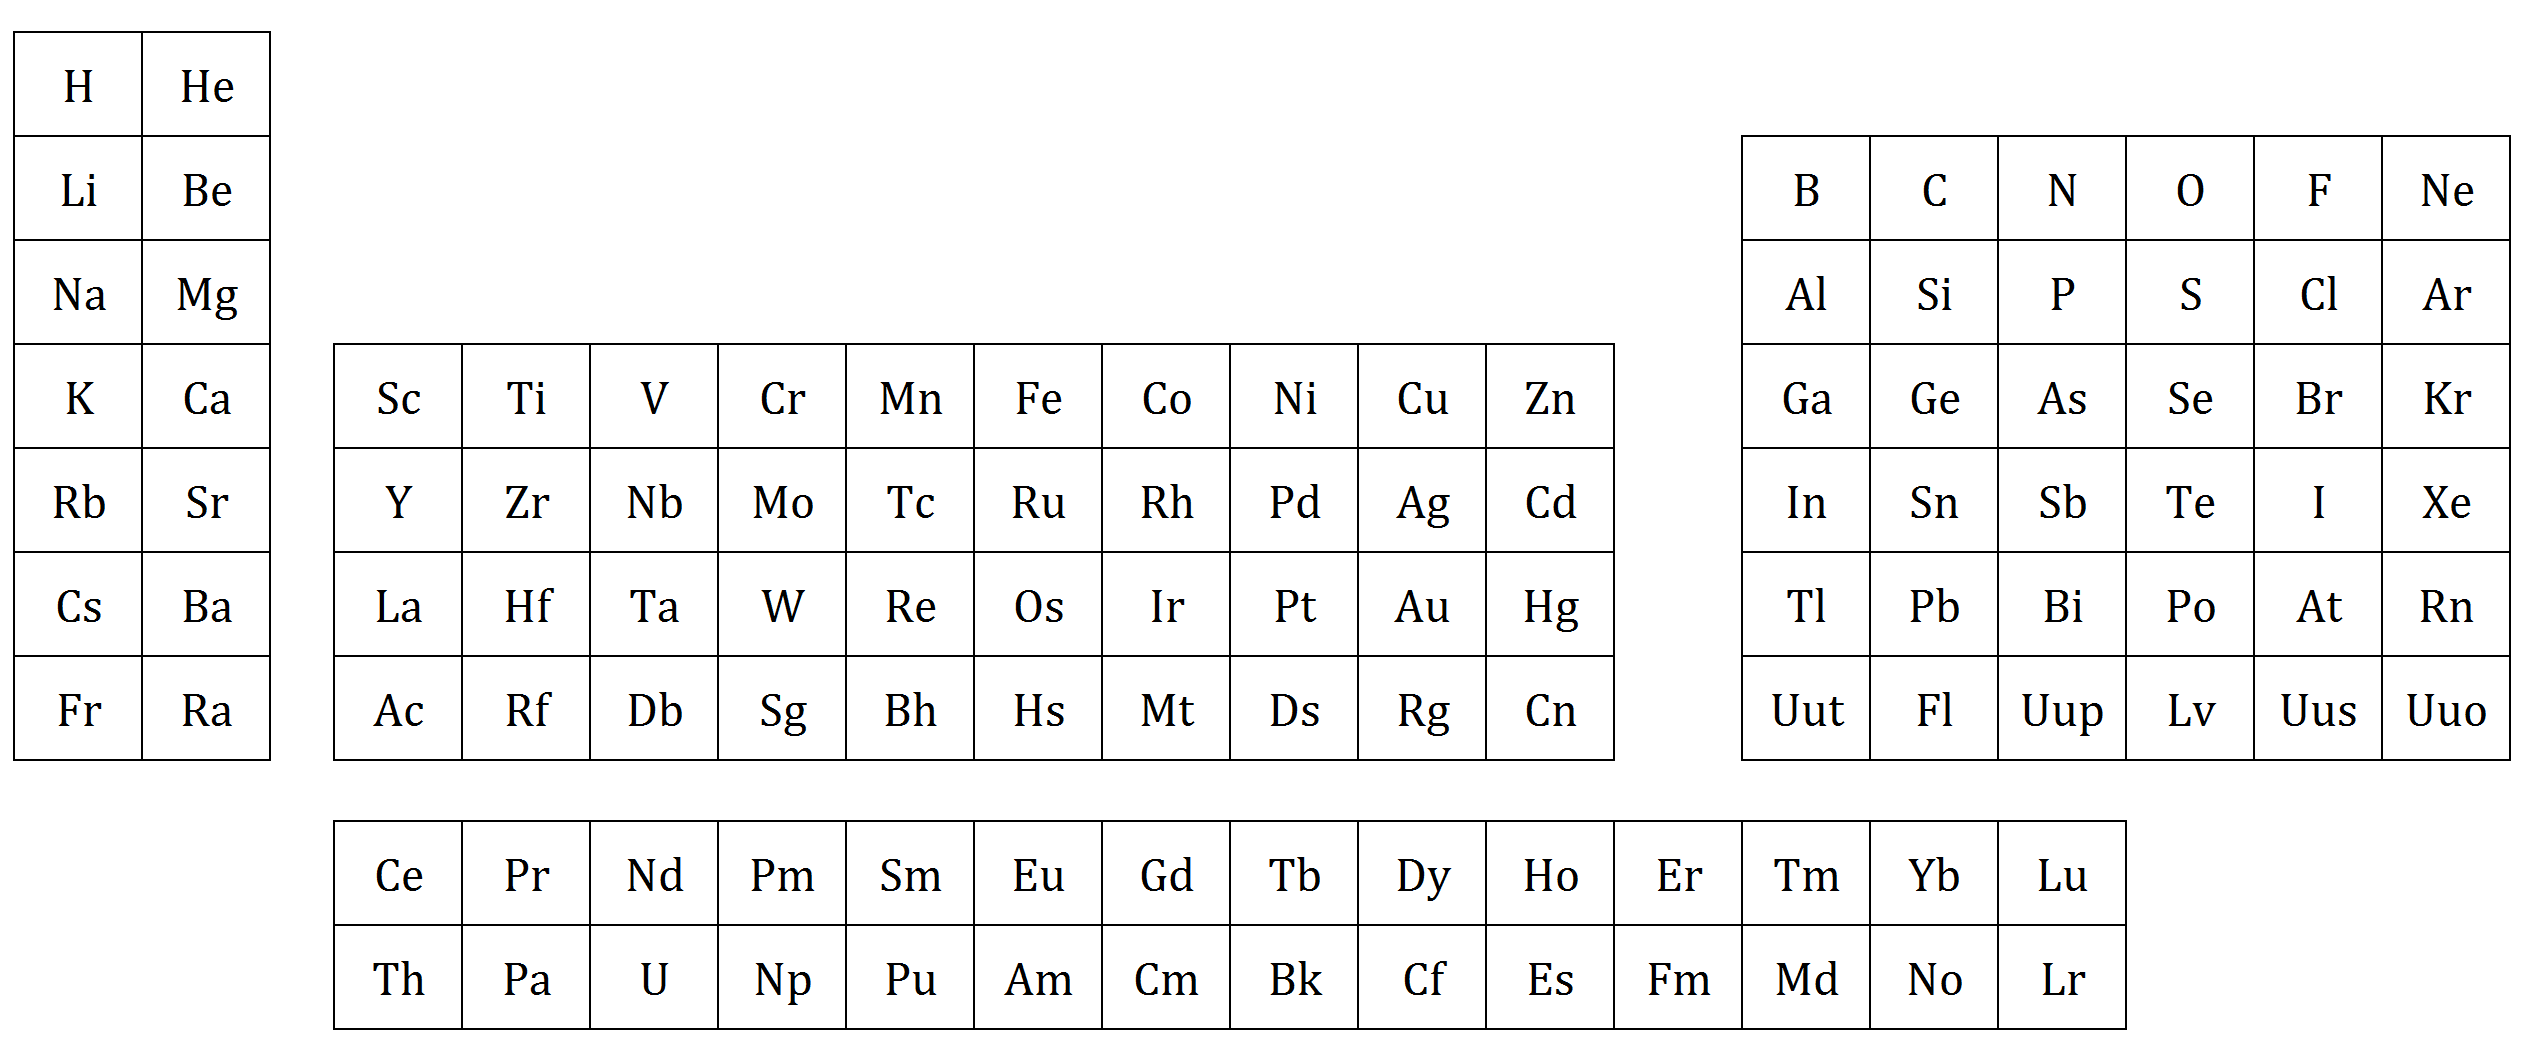 H He
Li Be B C N O F Ne
Na Mg Al Si P S Cl Ar
K Ca Sc Ti V Cr Mn Fe Co Ni Cu Zn Ga Ge As Se Br Kr
Rb Sr Y Zr Nb Mo Tc Ru Rh Pd Ag Cd In Sn Sb Te I Xe
Cs Ba La Hf Ta W Re Os Ir Pt Au Hg Tl Pb Bi Po At Rn
Fr Ra Ac Rf Db Sg Bh Hs Mt Ds Rg Cn Uut Fl Uup Lv Uus Uuo
Ce Pr Nd Pm Sm Eu Gd Tb Dy Ho Er Tm Yb Lu
Th Pa U Np Pu Am Cm Bk Cf Es Fm Md No Lr